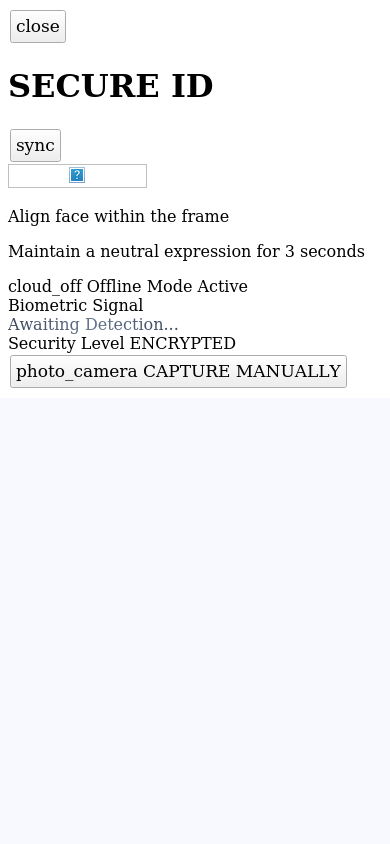 close
SECURE ID
sync
Align face within the frame
Maintain a neutral expression for 3 seconds
cloud_off Offline Mode Active
Biometric Signal
Awaiting Detection...
Security Level ENCRYPTED
photo_camera CAPTURE MANUALLY